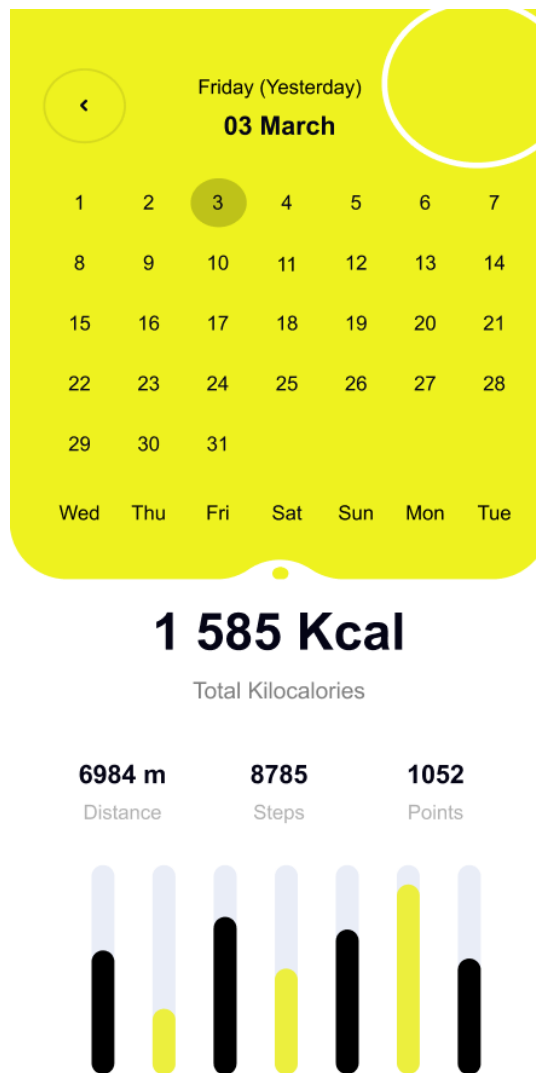 Friday (Yesterday)
03 March
1 2 3 4 5 6 7
8 9 10 11 12 13 14
15 16 17 18 19 20 21
22 23 24 25 26 27 28
29 30 31
Wed Thu Fri Sat Sun Mon Tue
1 585 Kcal
Total Kilocalories
6984 m 8785 1052
Distance Steps Points